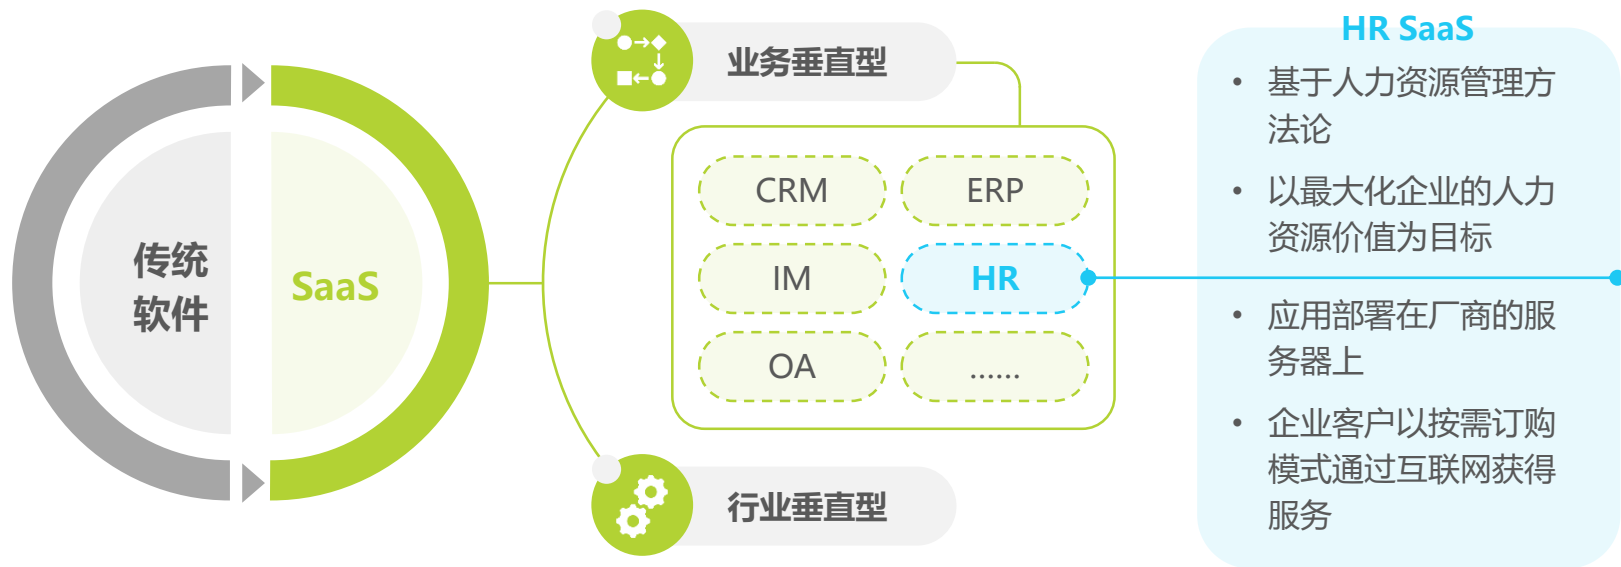 传统
软件
SaaS
业务垂直型
CRM
ERP
IM
HR
OA
……
行业垂直型
HR SaaS
• 基于人力资源管理方
法论
• 以最大化企业的人力
资源价值为目标
• 应用部署在厂商的服
务器上
• 企业客户以按需订购
模式通过互联网获得
服务